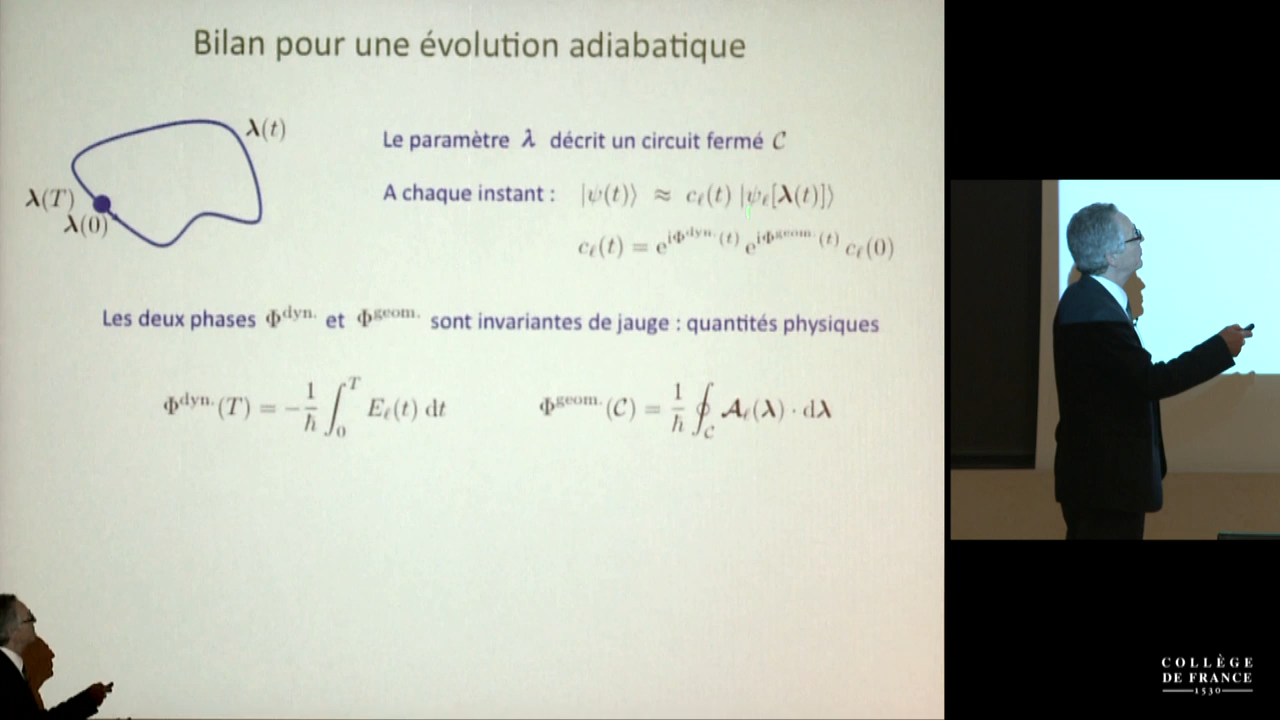 Bilan pour une évolution adiabatique
λ(t)
λ(T)
λ(0)
Le paramètre λ décrit un circuit fermé 𝒞
A chaque instant : |ψ(t)⟩ ≈ c_ℓ(t) |ψ_ℓ[λ(t)]⟩
c_ℓ(t) = e^{iΦ^{dyn.}(t)} e^{iΦ^{geom.}(t)} c_ℓ(0)
Les deux phases Φ^{dyn.} et Φ^{geom.} sont invariantes de jauge : quantités physiques
Φ^{dyn.}(T) = −\frac{1}{ℏ} ∫_0^T E_ℓ(t) dt
Φ^{geom.}(𝒞) = \frac{1}{ℏ} ∮_𝒞 𝓐_ℓ(λ) · dλ
COLLÈGE
DE FRANCE
1530